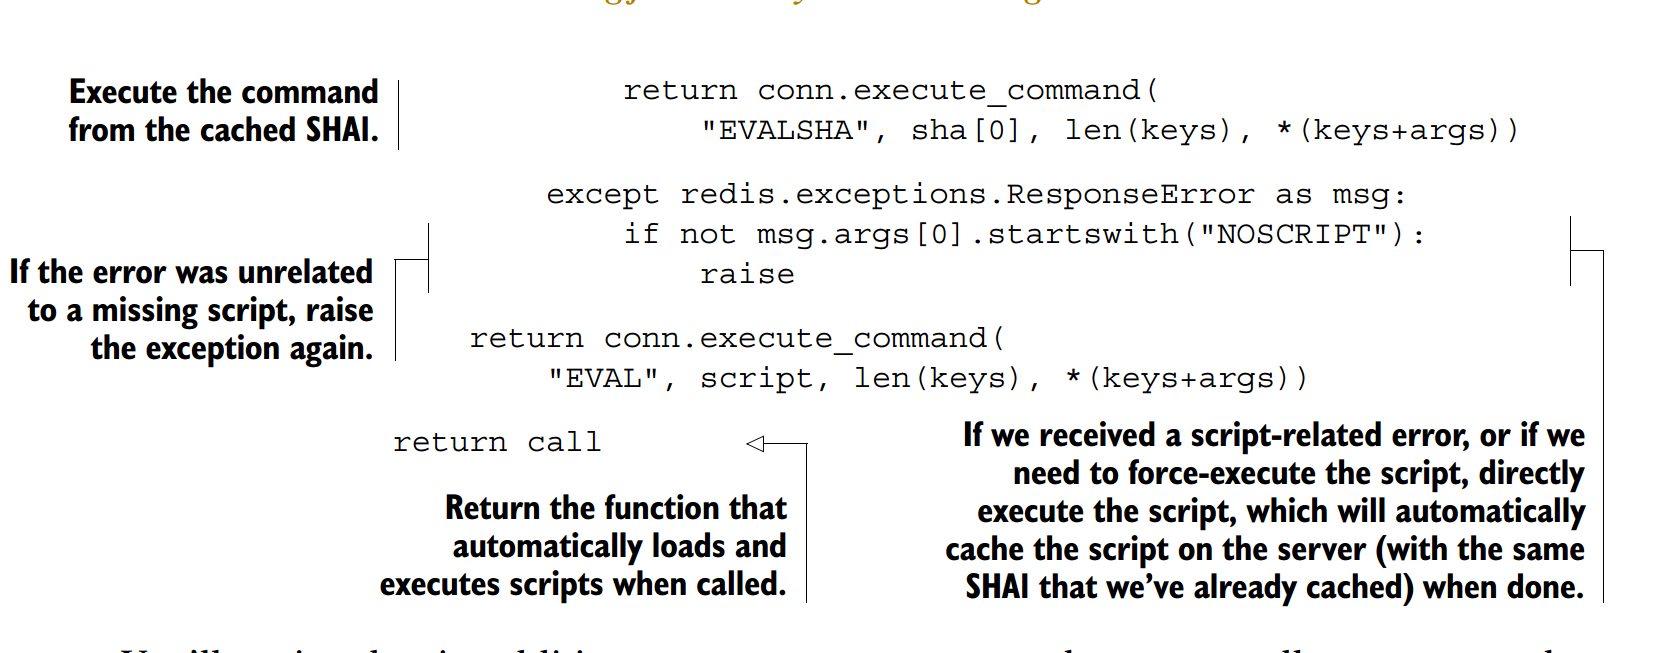 Execute the command
from the cached SHA1.
return conn.execute_command(
"EVALSHA", sha[0], len(keys), *(keys+args))
except redis.exceptions.ResponseError as msg:
if not msg.args[0].startswith("NOSCRIPT"):
raise
If the error was unrelated
to a missing script, raise
the exception again.
return conn.execute_command(
"EVAL", script, len(keys), *(keys+args))
return call
Return the function that
automatically loads and
executes scripts when called.
If we received a script-related error, or if we
need to force-execute the script, directly
execute the script, which will automatically
cache the script on the server (with the same
SHA1 that we've already cached) when done.